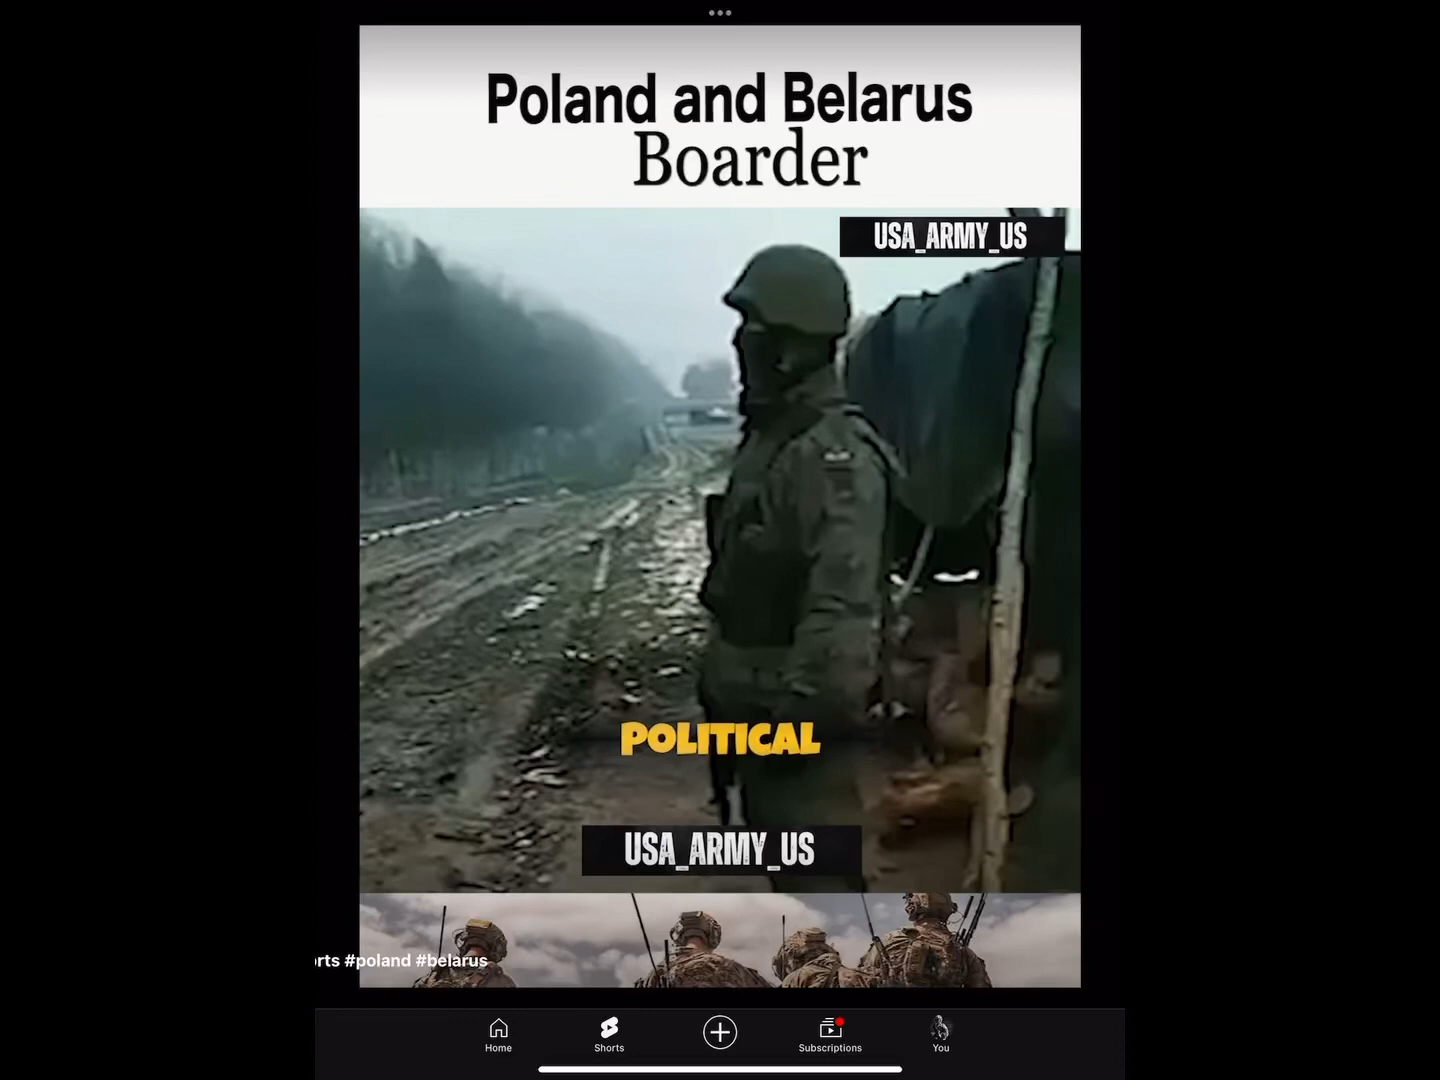 Poland and Belarus
Boarder
USA_ARMY_US
POLITICAL
USA_ARMY_US
rts #poland #belarus
Home
Shorts
Subscriptions
You